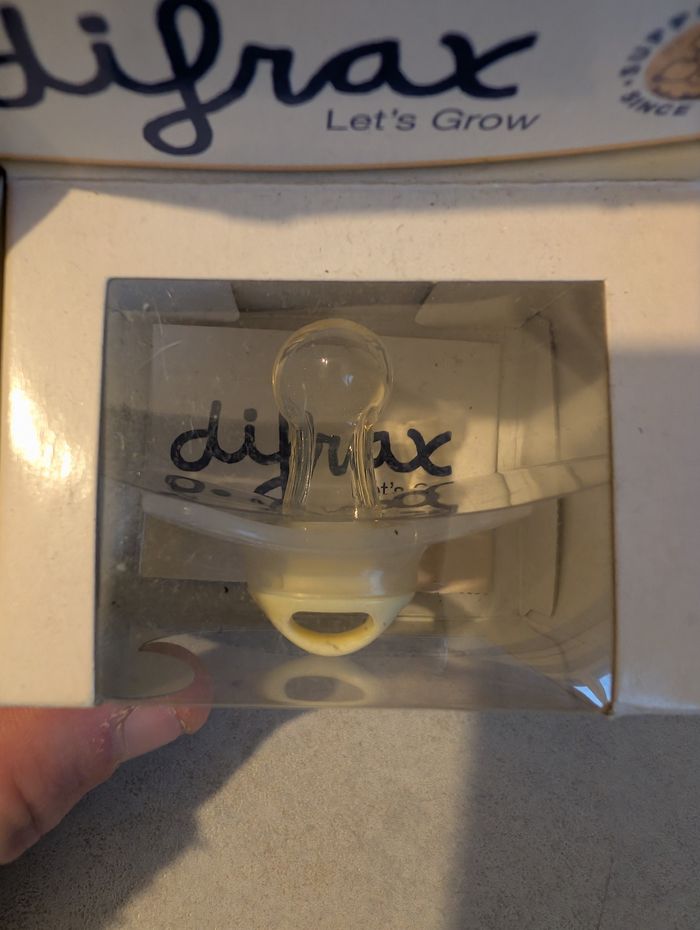 difrax
Let's Grow
SINCE
difrax